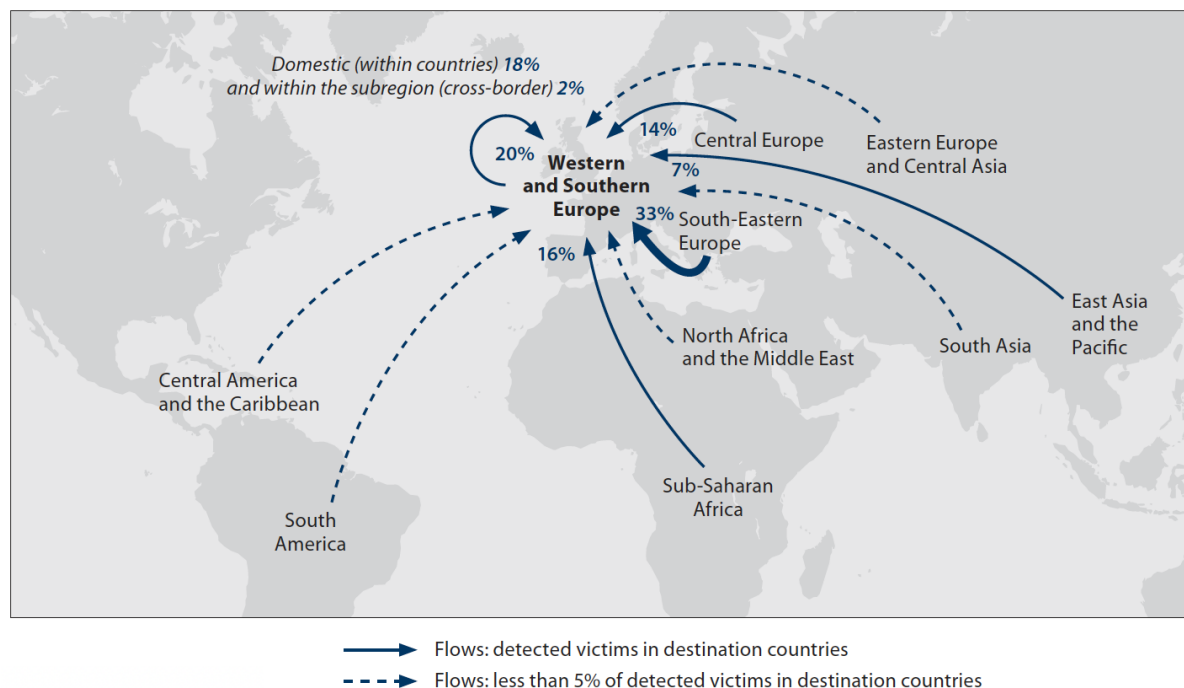 Domestic (within countries) 18%
and within the subregion (cross-border) 2%
20%
Western
and Southern
Europe
14%
Central Europe
Eastern Europe
and Central Asia
7%
33%
South-Eastern
Europe
16%
East Asia
and the
Pacific
South Asia
North Africa
and the Middle East
Central America
and the Caribbean
Sub-Saharan
Africa
South
America
Flows: detected victims in destination countries
Flows: less than 5% of detected victims in destination countries